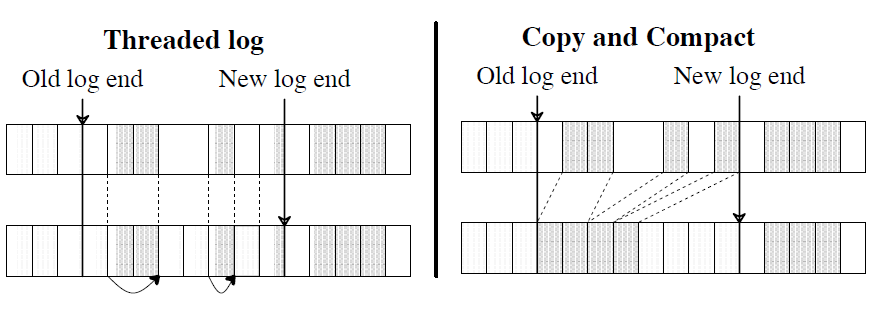 Threaded log
Old log end
New log end
Copy and Compact
Old log end
New log end